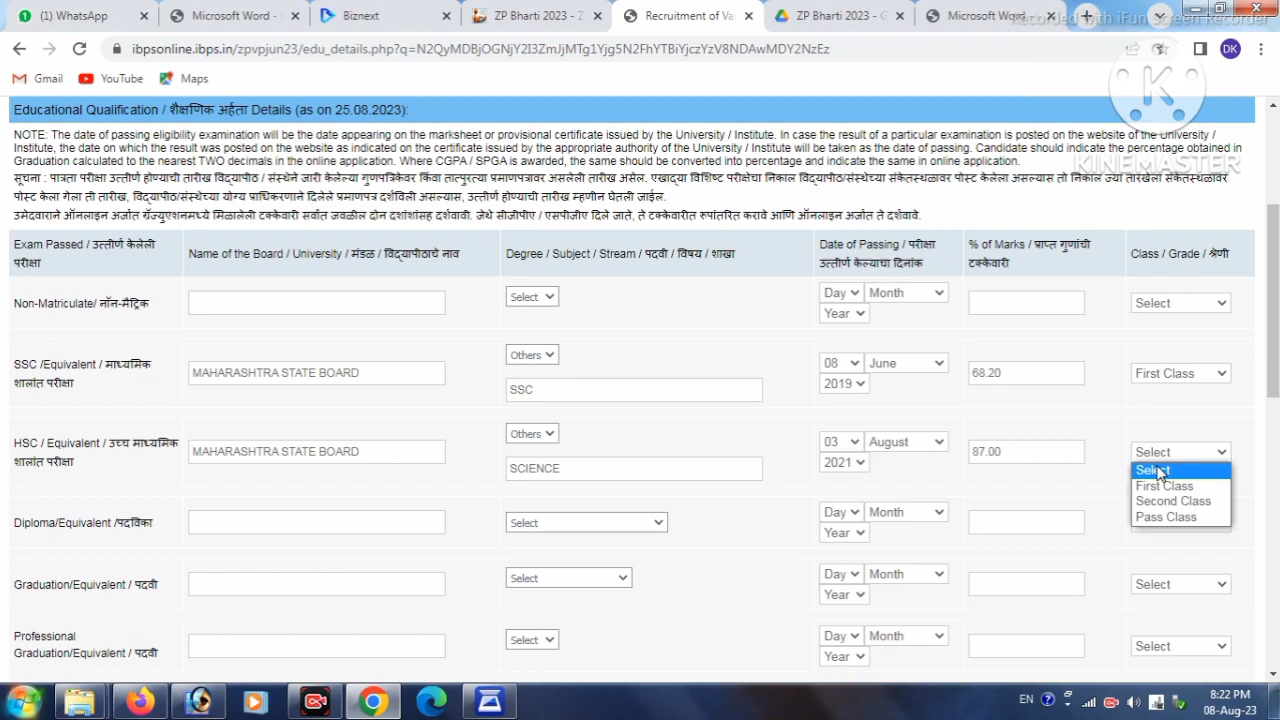 (1) WhatsApp
Microsoft Word -
Biznext
ZP Bharti
Z
Recruitment of Va
ZP Bharti 2023 - G
Microsoft Word
Recorded with iFun Screen Recorder
ibpsonline.ibps.in/zpvpjun23/edu_details.php?q=N2QyMDBjOGNjY2I3ZmJjMTg1Yjg5N2FhYTBiYjczYzV8NDAwMDY2NzEz
DK
Gmail
YouTube
Maps
K
KINEMASTER
Educational Qualification / शैक्षणिक अर्हता Details (as on 25.08.2023):
NOTE: The date of passing eligibility examination will be the date appearing on the marksheet or provisional certificate issued by the University / Institute. In case the result of a particular examination is posted on the website of the University /
Institute, the date on which the result was posted on the website as indicated on the certificate issued by the appropriate authority of the University / Institute will be taken as the date of passing. Candidate should indicate the percentage obtained in
Graduation calculated to the nearest TWO decimals in the online application. Where CGPA / SPGA is awarded, the same should be converted into percentage and indicate the same in online application.
सूचना : पात्रता परीक्षा उत्तीर्ण होण्याची तारीख विद्यापीठ / संस्थेने जारी केलेल्या गुणपत्रिकेवर किंवा तात्पुरत्या प्रमाणपत्रावर असलेली तारीख असेल. एखाद्या विशिष्ट परीक्षेचा निकाल विद्यापीठ/संस्थेच्या संकेतस्थळावर पोस्ट केलेला असल्यास तो निकाल ज्या तारखेला संकेतस्थळावर
पोस्ट केला गेला ती तारीख, विद्यापीठ/संस्थेच्या योग्य प्राधिकरणाने दिलेले प्रमाणपत्र दर्शविली असल्यास, उत्तीर्ण होण्याची तारीख म्हणीन घेतली जाईल.
उमेदवाराने ऑनलाइन अर्जात ग्रॅज्युएशनमध्ये मिळालेली टक्केवारी सर्वात जवळील दोन दशांशांसह दर्शवावी. जेथे सीजीपीए / एसपीजीए दिले जाते, ते टक्केवारीत रुपांतरित करावे आणि ऑनलाइन अर्जात ते दर्शवावे.
Exam Passed / उत्तीर्ण केलेली परीक्षा
Name of the Board / University / मंडळ / विद्यापीठाचे नाव
Degree / Subject / Stream / पदवी / विषय / शाखा
Date of Passing / परीक्षा उत्तीर्ण केल्याचा दिनांक
% of Marks / प्राप्त गुणांची टक्केवारी
Class / Grade / श्रेणी
Non-Matriculate/ नॉन-मैट्रिक
Select
Day Month
Year
Select
SSC /Equivalent / माध्यमिक
शालांत परीक्षा
MAHARASHTRA STATE BOARD
Others
SSC
08 June
2019
68.20
First Class
HSC / Equivalent / उच्च माध्यमिक
शालांत परीक्षा
MAHARASHTRA STATE BOARD
Others
SCIENCE
03 August
2021
87.00
Select
Select
First Class
Second Class
Pass Class
Diploma/Equivalent /पदविका
Select
Day Month
Year
Graduation/Equivalent / पदवी
Select
Day Month
Year
Select
Professional
Graduation/Equivalent / पदवी
Select
Day Month
Year
Select
EN
8:22 PM
08-Aug-23